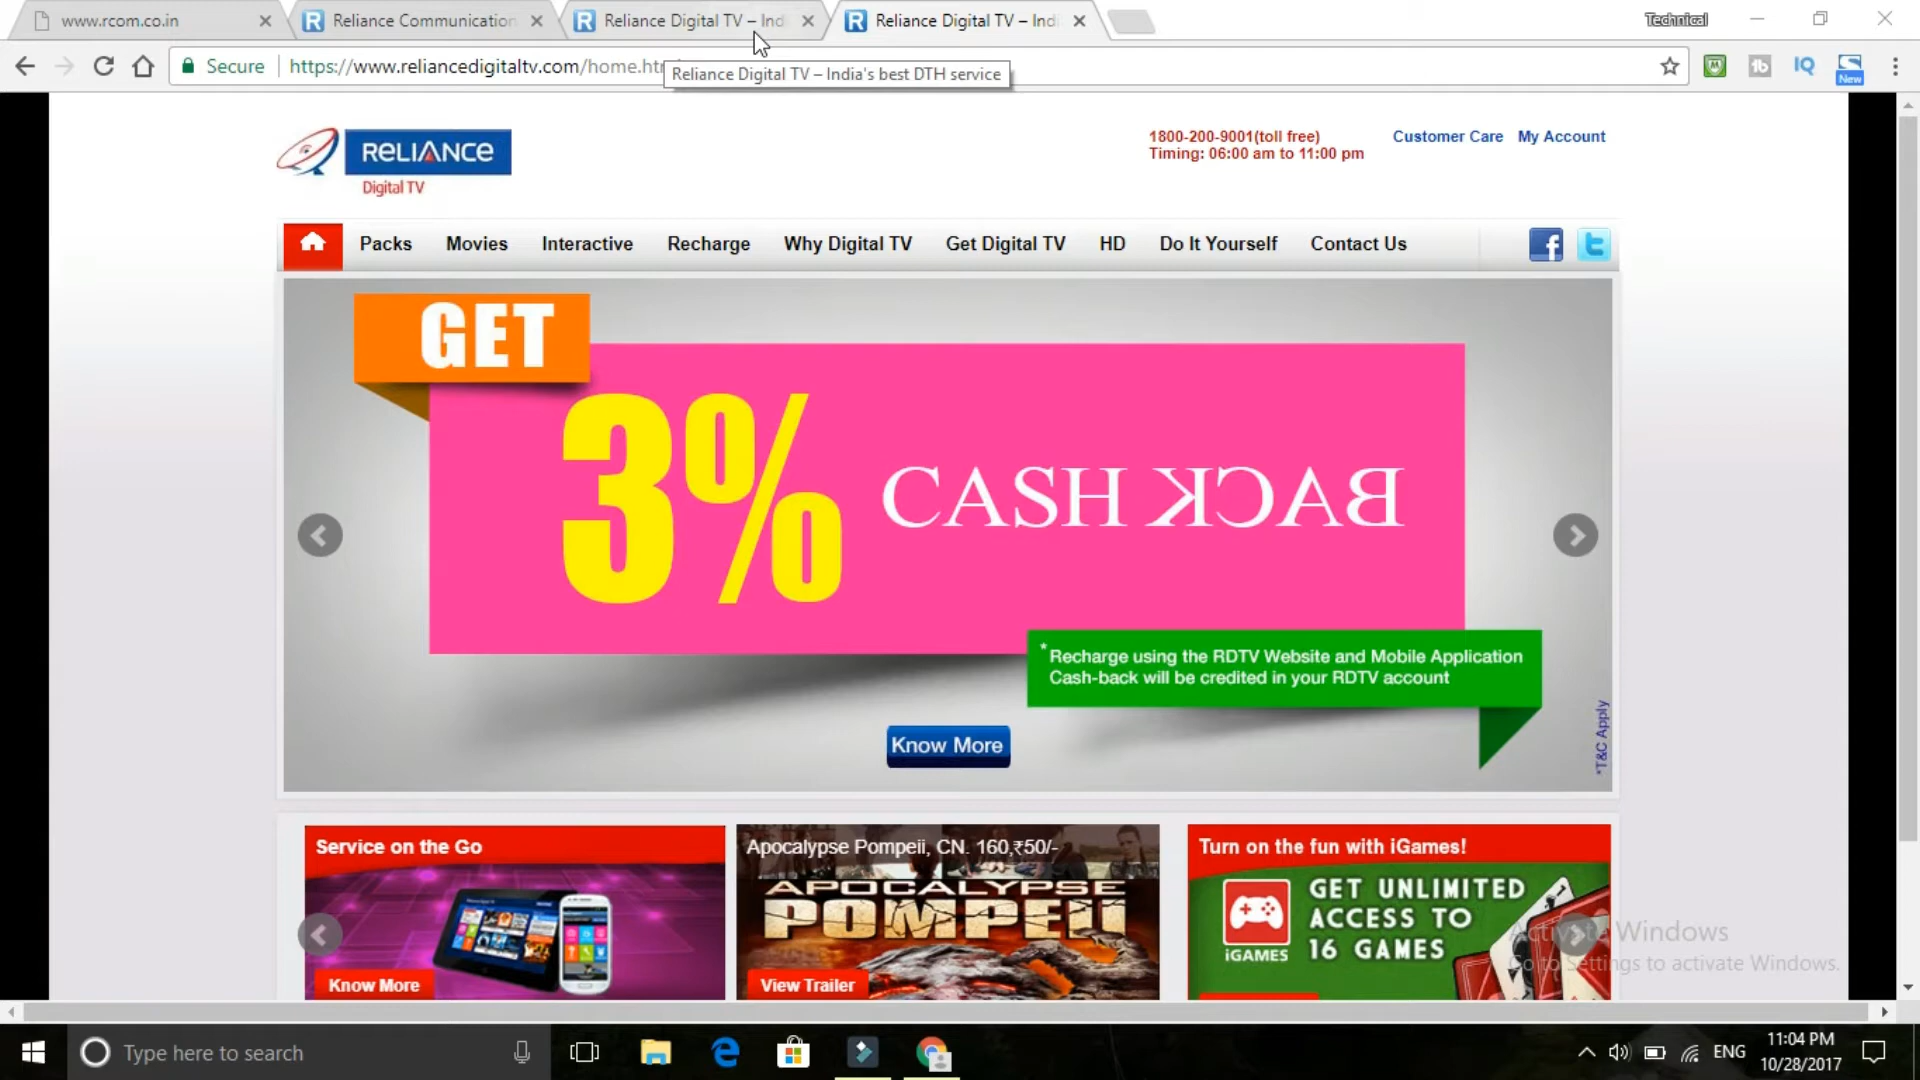 www.rcom.co.in
Reliance Communication
Reliance Digital TV – Ind
Reliance Digital TV – Indi
Technical
Secure
https://www.reliancedigitaltv.com/home.ht
Reliance Digital TV – India's best DTH service
IQ
New
RELIANCE
Digital TV
1800-200-9001(toll free)
Timing: 06:00 am to 11:00 pm
Customer Care
My Account
Packs
Movies
Interactive
Recharge
Why Digital TV
Get Digital TV
HD
Do It Yourself
Contact Us
GET
3% CASH BACK
*Recharge using the RDTV Website and Mobile Application
Cash-back will be credited in your RDTV account
*T&C Apply
Know More
Service on the Go
Know More
Apocalypse Pompeii, CN. 160,₹50/-
APOCALYPSE
POMPEII
View Trailer
Turn on the fun with iGames!
iGAMES
GET UNLIMITED
ACCESS TO
16 GAMES
Activate Windows
Go to Settings to activate Windows.
Type here to search
ENG
11:04 PM
10/28/2017